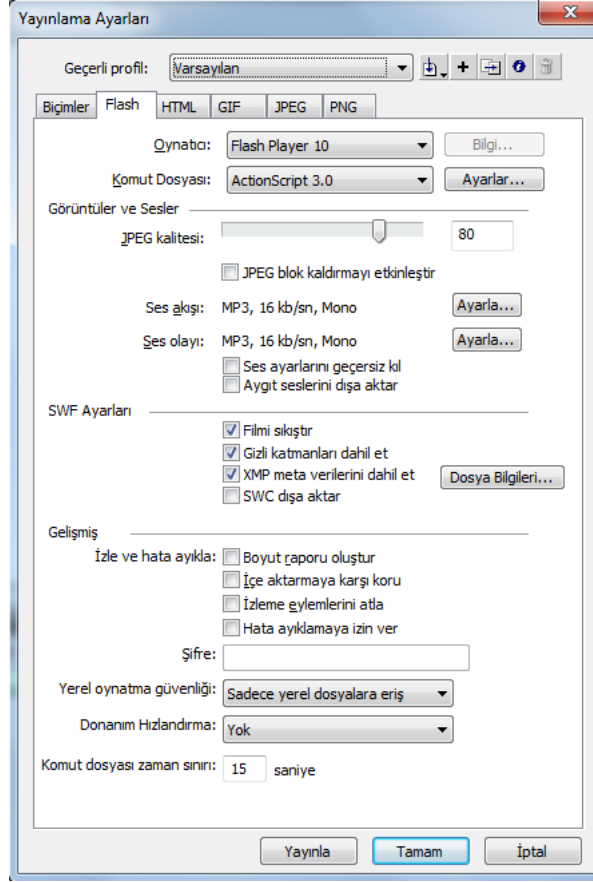 Yayınlama Ayarları
Geçerli profil: Varsayılan
Biçimler Flash HTML GIF JPEG PNG
Oynatıcı: Flash Player 10 Bilgi...
Komut Dosyası: ActionScript 3.0 Ayarlar...
Görüntüler ve Sesler
JPEG kalitesi: 80
JPEG blok kaldırmayı etkinleştir
Ses akışı: MP3, 16 kb/sn, Mono Ayarla...
Ses olayı: MP3, 16 kb/sn, Mono Ayarla...
Ses ayarlarını geçersiz kıl
Aygıt seslerini dışa aktar
SWF Ayarları
Filmi sıkıştır
Gizli katmanları dahil et
XMP meta verilerini dahil et Dosya Bilgileri...
SWC dışa aktar
Gelişmiş
İzle ve hata ayıkla: Boyut raporu oluştur
İçe aktarmaya karşı koru
İzleme eylemlerini atla
Hata ayıklamaya izin ver
Şifre:
Yerel oynatma güvenliği: Sadece yerel dosyalara eriş
Donanım Hızlandırma: Yok
Komut dosyası zaman sınırı: 15 saniye
Yayınla Tamam İptal